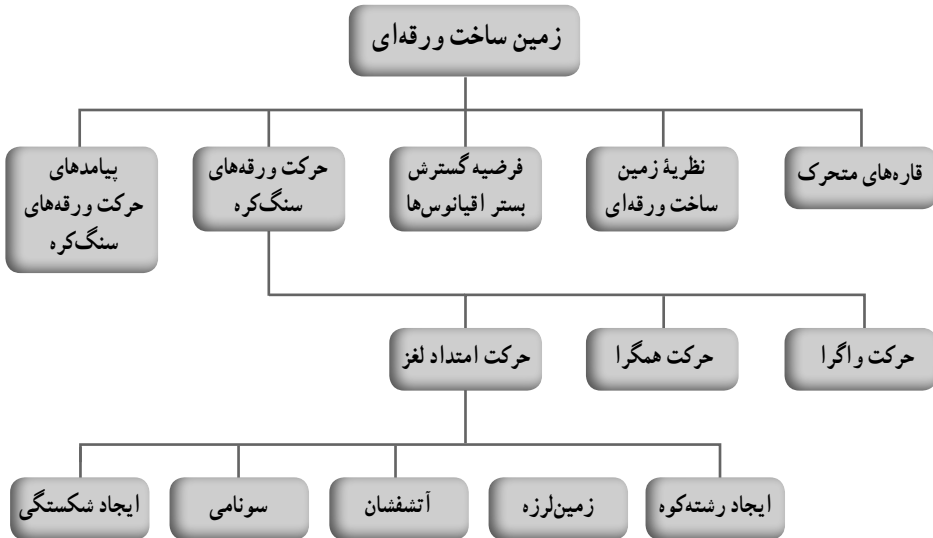 زمین ساخت ورقه‌ای
قاره‌های متحرک
نظریهٔ زمین
ساخت ورقه‌ای
فرضیه گسترش
بستر اقیانوس‌ها
حرکت ورقه‌های
سنگ‌کره
پیامدهای
حرکت ورقه‌های
سنگ‌کره
حرکت واگرا
حرکت همگرا
حرکت امتداد لغز
ایجاد رشته‌کوه
زمین‌لرزه
آتشفشان
سونامی
ایجاد شکستگی